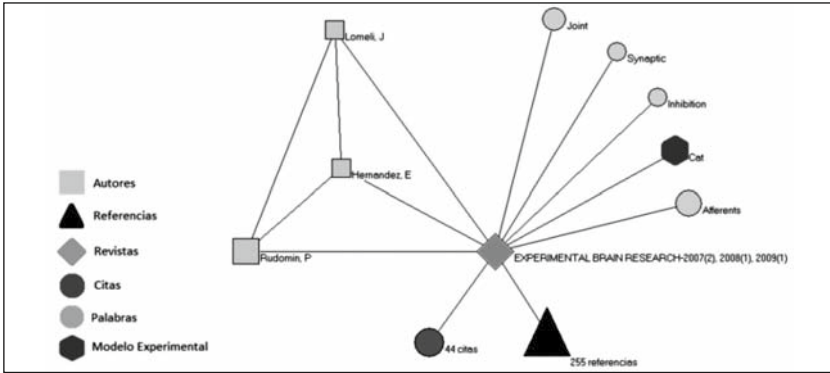 Lomeli, J
Joint
Synaptic
Inhibition
Cat
Hernandez, E
Afferents
Rudomin, P
EXPERIMENTAL BRAIN RESEARCH-2007(2), 2008(1), 2009(1)
44 citas
255 referencias
Autores
Referencias
Revistas
Citas
Palabras
Modelo Experimental